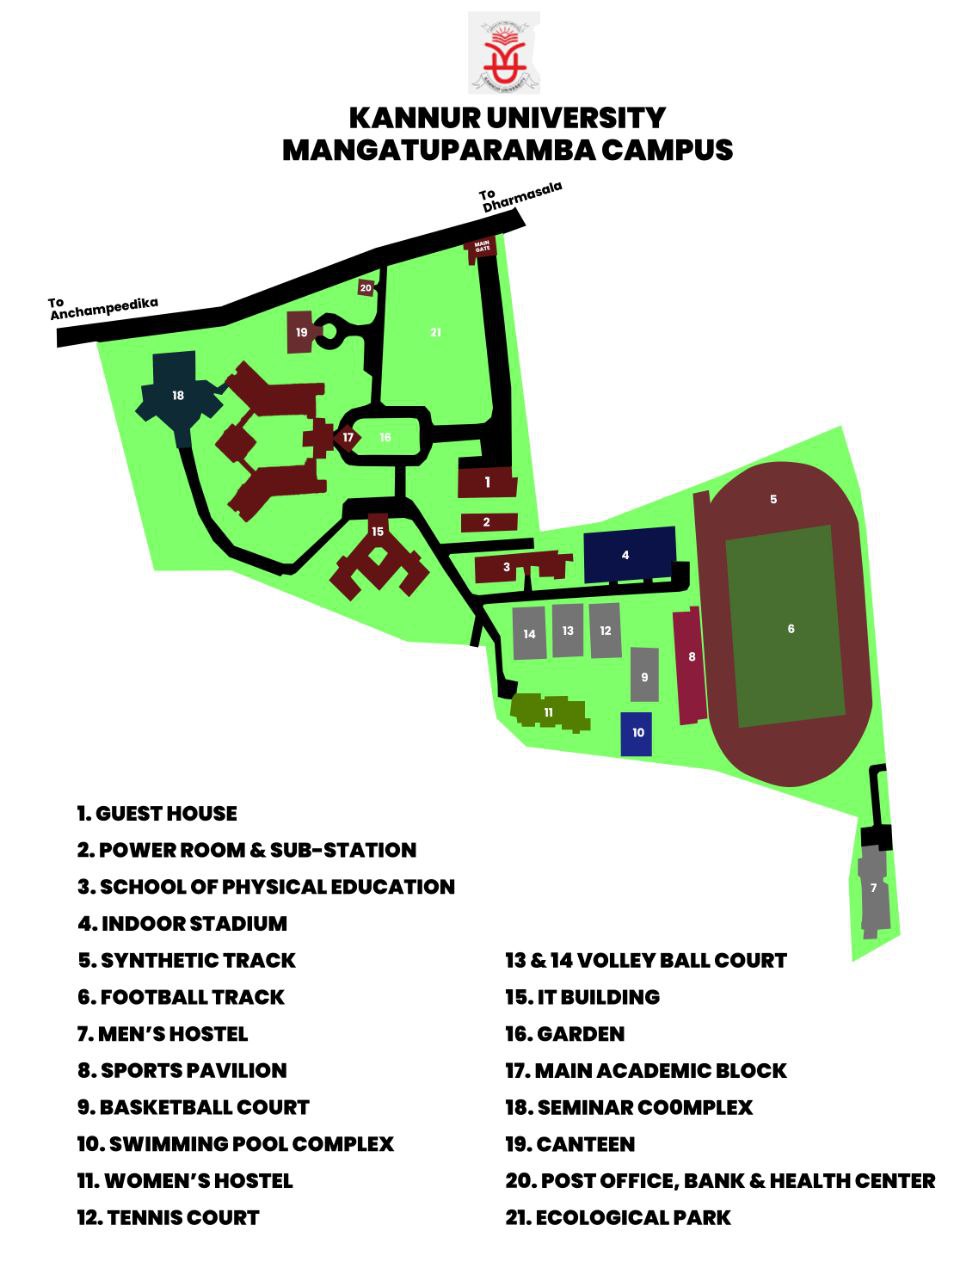 KANNUR UNIVERSITY
KANNUR UNIVERSITY
MANGATUPARAMBA CAMPUS
To
Dharmasala
MAIN
GATE
To
Anchampeedika
20
19
21
18
17
16
1
2
15
3
4
5
6
14
13
12
8
9
11
10
7
1. GUEST HOUSE
2. POWER ROOM & SUB-STATION
3. SCHOOL OF PHYSICAL EDUCATION
4. INDOOR STADIUM
5. SYNTHETIC TRACK
6. FOOTBALL TRACK
7. MEN’S HOSTEL
8. SPORTS PAVILION
9. BASKETBALL COURT
10. SWIMMING POOL COMPLEX
11. WOMEN’S HOSTEL
12. TENNIS COURT
13 & 14 VOLLEY BALL COURT
15. IT BUILDING
16. GARDEN
17. MAIN ACADEMIC BLOCK
18. SEMINAR CO0MPLEX
19. CANTEEN
20. POST OFFICE, BANK & HEALTH CENTER
21. ECOLOGICAL PARK